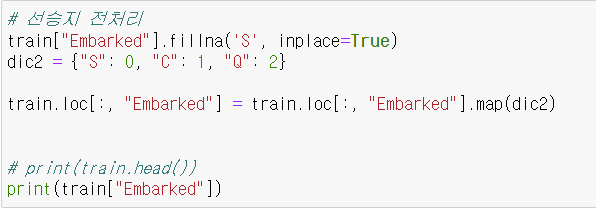 # 선승지 전처리
train["Embarked"].fillna('S', inplace=True)
dic2 = {"S": 0, "C": 1, "Q": 2}
train.loc[:, "Embarked"] = train.loc[:, "Embarked"].map(dic2)
# print(train.head())
print(train["Embarked"])